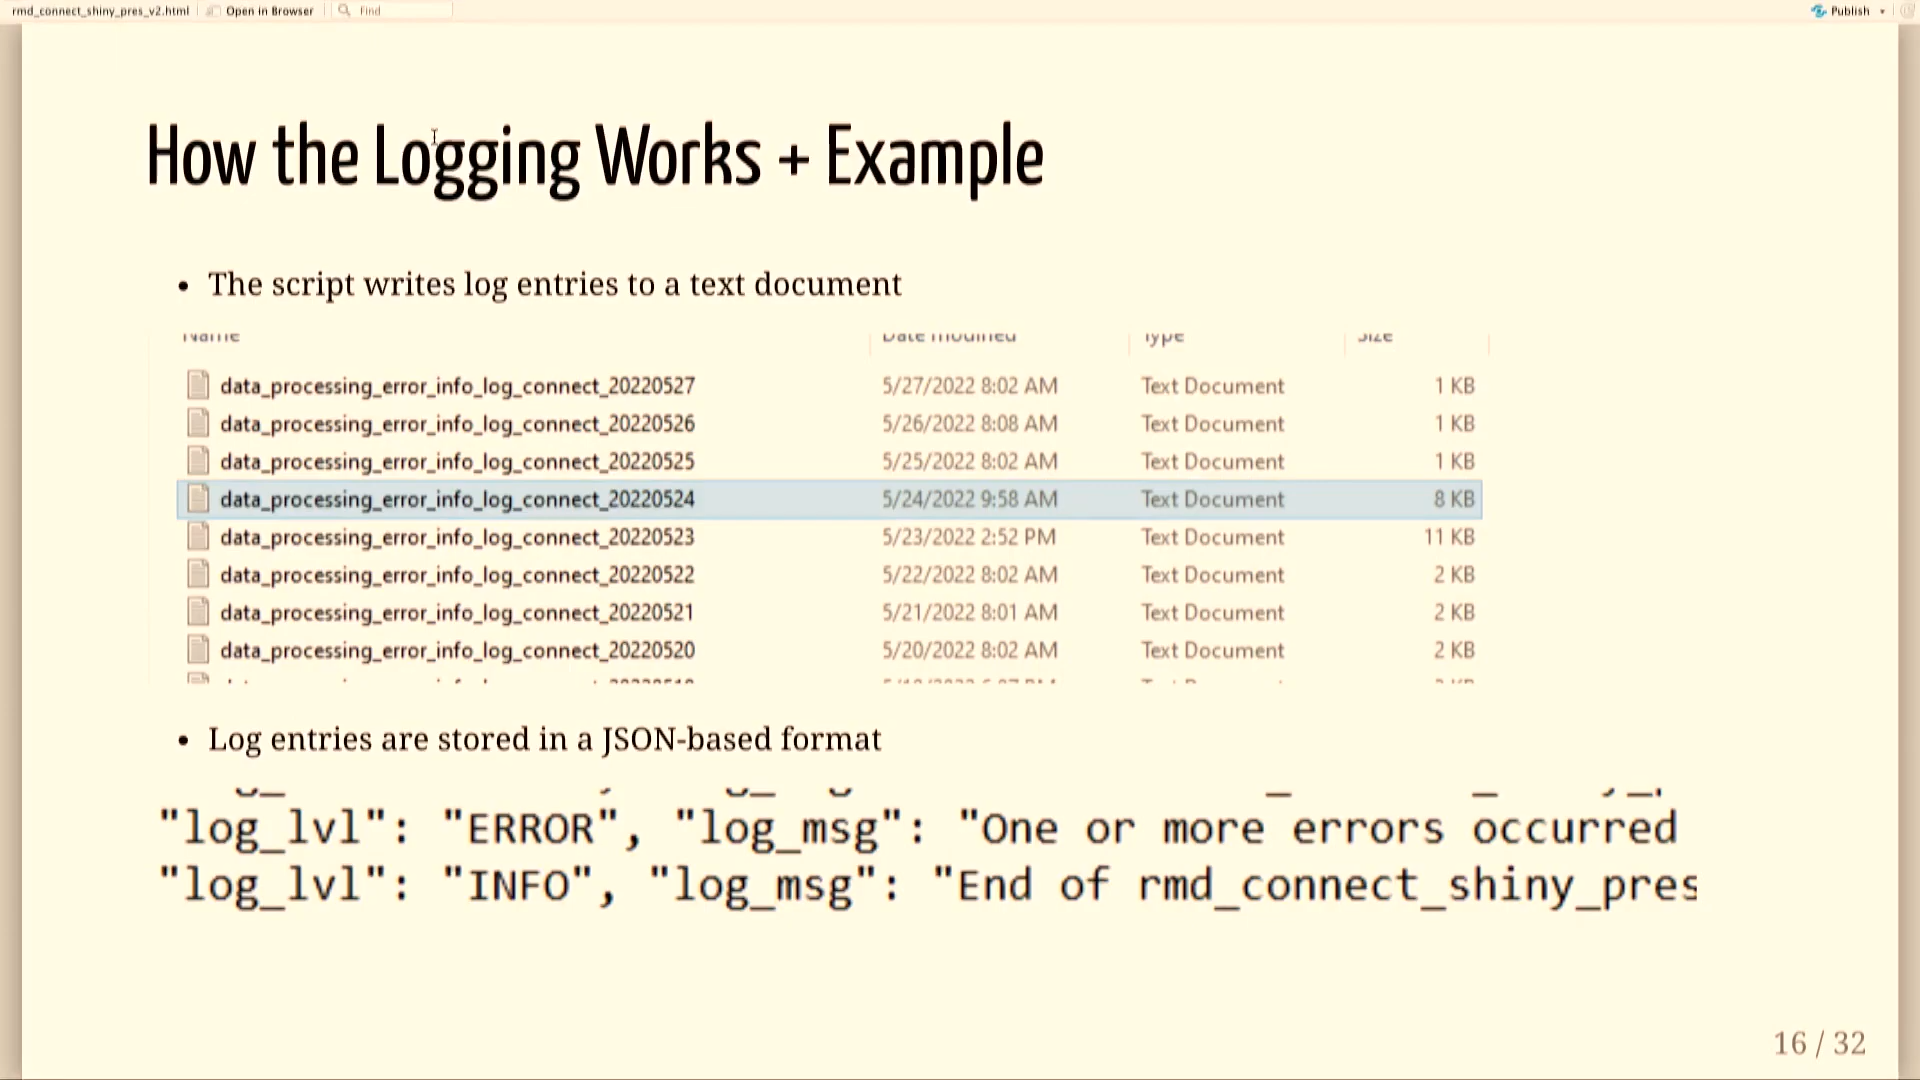 rmd_connect_shiny_pres_v2.html Open in Browser Find Publish
How the Logging Works + Example
• The script writes log entries to a text document
Name Date modified Type Size
data_processing_error_info_log_connect_20220527 5/27/2022 8:02 AM Text Document 1 KB
data_processing_error_info_log_connect_20220526 5/26/2022 8:08 AM Text Document 1 KB
data_processing_error_info_log_connect_20220525 5/25/2022 8:02 AM Text Document 1 KB
data_processing_error_info_log_connect_20220524 5/24/2022 9:58 AM Text Document 8 KB
data_processing_error_info_log_connect_20220523 5/23/2022 2:52 PM Text Document 11 KB
data_processing_error_info_log_connect_20220522 5/22/2022 8:02 AM Text Document 2 KB
data_processing_error_info_log_connect_20220521 5/21/2022 8:01 AM Text Document 2 KB
data_processing_error_info_log_connect_20220520 5/20/2022 8:02 AM Text Document 2 KB
• Log entries are stored in a JSON-based format
"log_lvl": "ERROR", "log_msg": "One or more errors occurred
"log_lvl": "INFO", "log_msg": "End of rmd_connect_shiny_pres
16 / 32